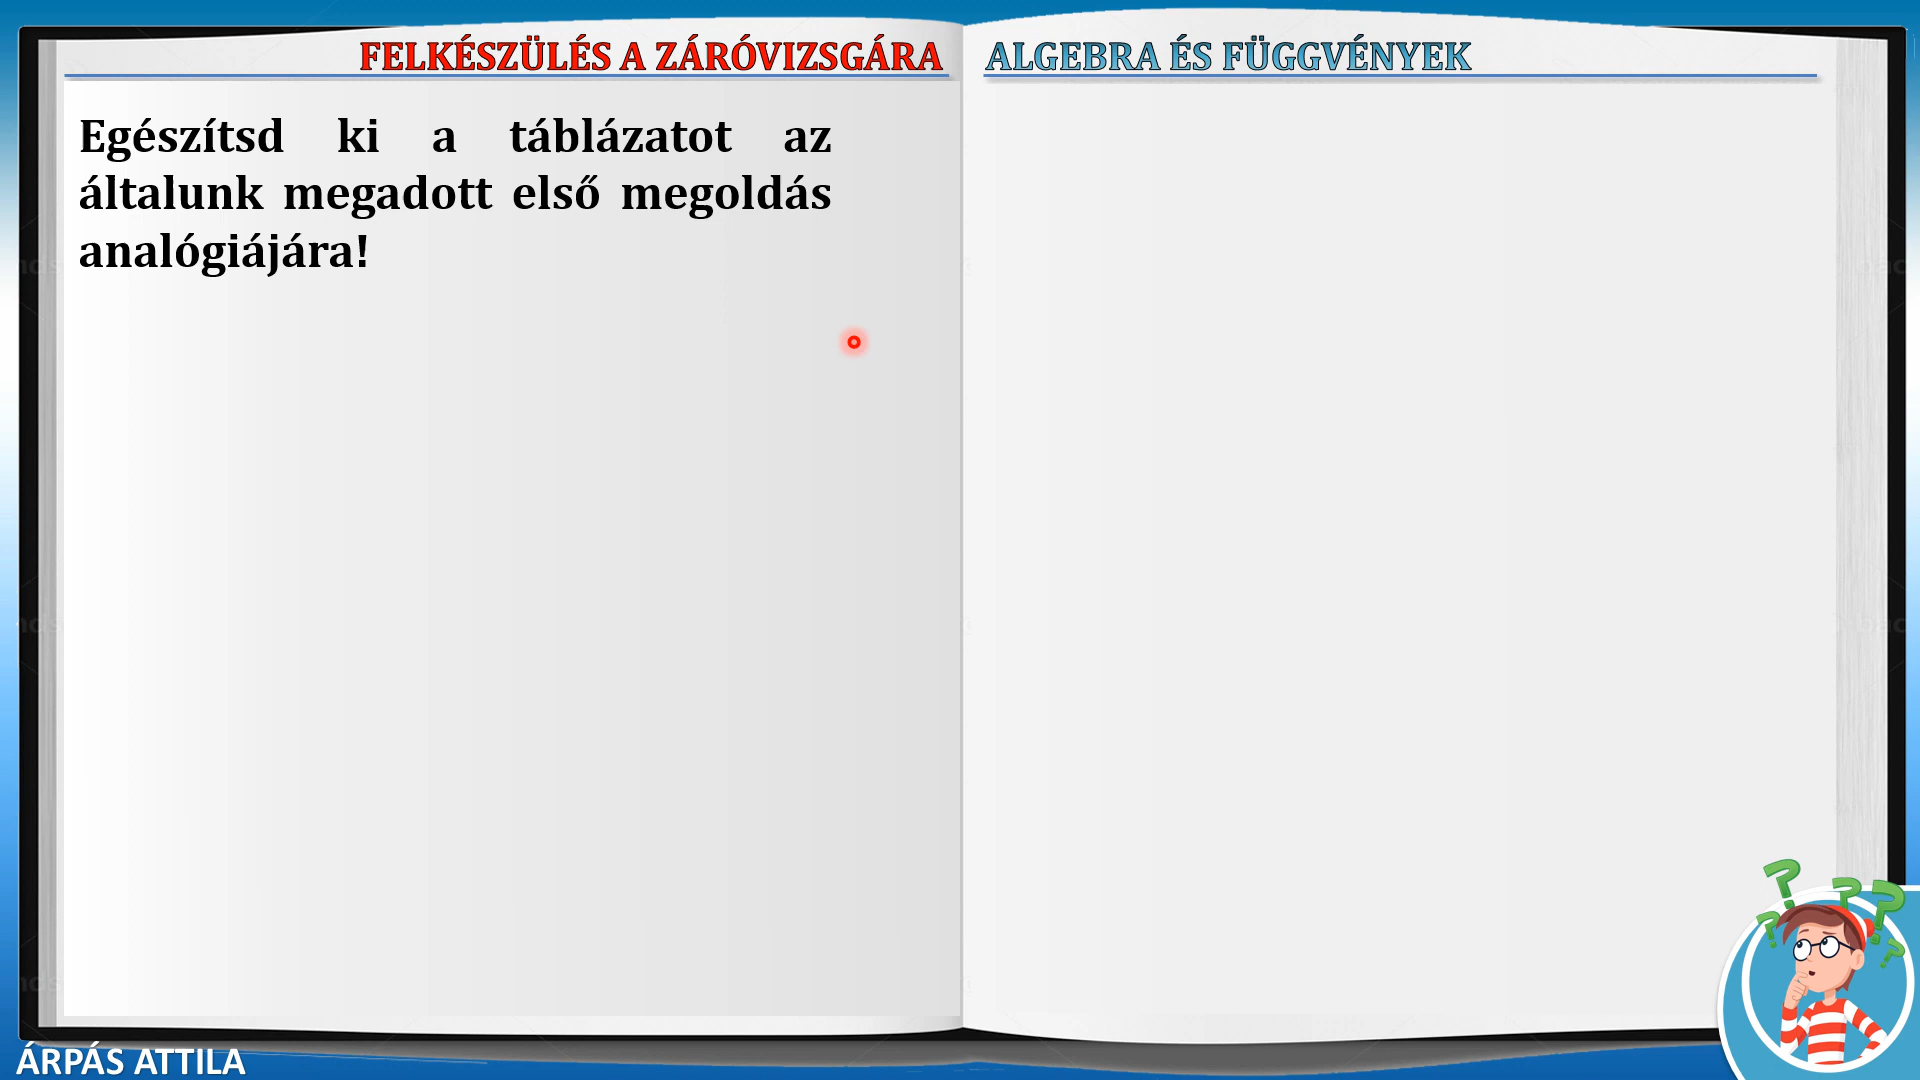 FELKÉSZÜLÉS A ZÁRÓVIZSGÁRA
Egészítsd ki a táblázatot az
általunk megadott első megoldás
analógiájára!
ALGEBRA ÉS FÜGGVÉNYEK
ÁRPÁS ATTILA